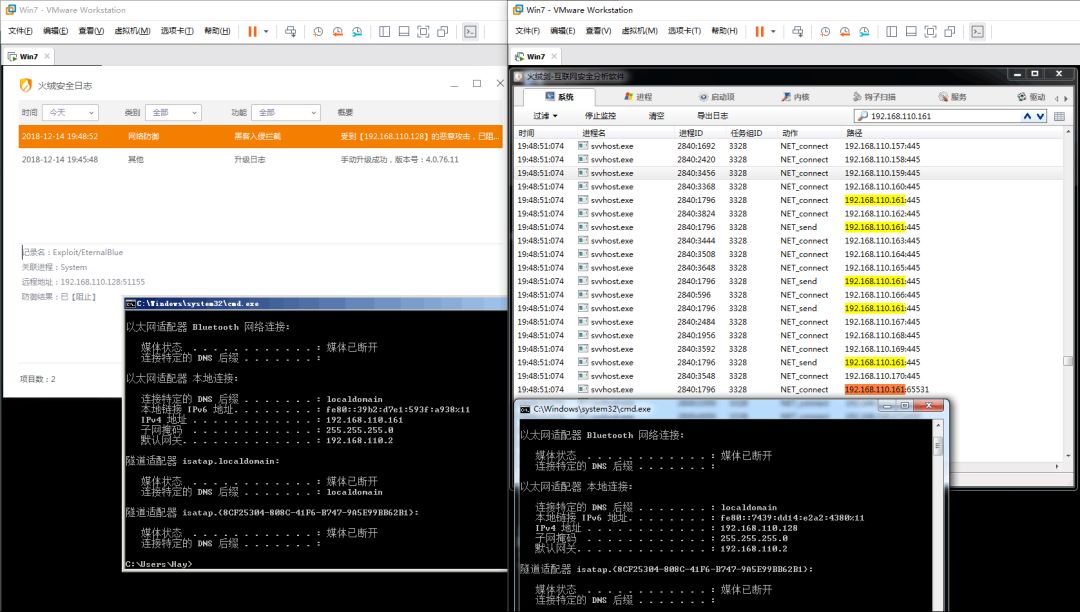 Win7 - VMware Workstation
文件(F) 编辑(E) 查看(V) 虚拟机(M) 选项卡(T) 帮助(H)
Win7
火绒安全日志
时间 今天 类别 全部 功能 全部 概要
2018-12-14 19:48:52 网络防御 黑客入侵拦截 受到【192.168.110.128】的恶意攻击，已阻...
2018-12-14 19:45:48 其他 升级日志 手动升级成功，版本号：4.0.76.11
记录名：Exploit/EternalBlue
关联进程：System
远程地址：192.168.110.128:51155
防御结果：已【阻止】
项目数：2
C:\Windows\system32\cmd.exe
以太网适配器 Bluetooth 网络连接:
媒体状态 . . . . . . . . . . . . : 媒体已断开
连接特定的 DNS 后缀 . . . . . . . :
以太网适配器 本地连接:
连接特定的 DNS 后缀 . . . . . . . : localdomain
本地链接 IPv6 地址. . . . . . . . : fe80::39b2:d7e1:593f:a938%11
IPv4 地址 . . . . . . . . . . . . : 192.168.110.161
子网掩码 . . . . . . . . . . . . : 255.255.255.0
默认网关. . . . . . . . . . . . . : 192.168.110.2
隧道适配器 isatap.localdomain:
媒体状态 . . . . . . . . . . . . : 媒体已断开
连接特定的 DNS 后缀 . . . . . . . : localdomain
隧道适配器 isatap.{8CF25304-808C-41F6-B747-9A5E99BB62B1}:
媒体状态 . . . . . . . . . . . . : 媒体已断开
连接特定的 DNS 后缀 . . . . . . . :
C:\Users\Hay>
Win7 - VMware Workstation
文件(F) 编辑(E) 查看(V) 虚拟机(M) 选项卡(T) 帮助(H)
Win7
火绒剑-互联网安全分析软件
系统 进程 启动项 内核 钩子扫描 服务 驱动
过滤 停止监控 清空 导出日志 192.168.110.161
时间 进程名 进程ID 任务组ID 动作 路径
19:48:51:074 svvhost.exe 2840:1692 3328 NET_connect 192.168.110.157:445
19:48:51:074 svvhost.exe 2840:2420 3328 NET_connect 192.168.110.158:445
19:48:51:074 svvhost.exe 2840:3456 3328 NET_connect 192.168.110.159:445
19:48:51:074 svvhost.exe 2840:3368 3328 NET_connect 192.168.110.160:445
19:48:51:074 svvhost.exe 2840:1796 3328 NET_connect 192.168.110.161:445
19:48:51:074 svvhost.exe 2840:3824 3328 NET_connect 192.168.110.162:445
19:48:51:074 svvhost.exe 2840:1796 3328 NET_send 192.168.110.161:445
19:48:51:074 svvhost.exe 2840:3444 3328 NET_connect 192.168.110.163:445
19:48:51:074 svvhost.exe 2840:3508 3328 NET_connect 192.168.110.164:445
19:48:51:074 svvhost.exe 2840:3648 3328 NET_connect 192.168.110.165:445
19:48:51:074 svvhost.exe 2840:1796 3328 NET_send 192.168.110.161:445
19:48:51:074 svvhost.exe 2840:596 3328 NET_connect 192.168.110.166:445
19:48:51:074 svvhost.exe 2840:1796 3328 NET_send 192.168.110.161:445
19:48:51:074 svvhost.exe 2840:2484 3328 NET_connect 192.168.110.167:445
19:48:51:074 svvhost.exe 2840:1956 3328 NET_connect 192.168.110.168:445
19:48:51:074 svvhost.exe 2840:3592 3328 NET_connect 192.168.110.169:445
19:48:51:074 svvhost.exe 2840:1796 3328 NET_send 192.168.110.161:445
19:48:51:074 svvhost.exe 2840:3548 3328 NET_connect 192.168.110.170:445
19:48:51:074 svvhost.exe 2840:1796 3328 NET_connect 192.168.110.161:65531
C:\Windows\system32\cmd.exe
以太网适配器 Bluetooth 网络连接:
媒体状态 . . . . . . . . . . . . : 媒体已断开
连接特定的 DNS 后缀 . . . . . . . :
以太网适配器 本地连接:
连接特定的 DNS 后缀 . . . . . . . : localdomain
本地链接 IPv6 地址. . . . . . . . : fe80::7439:dd14:e2a2:4380%11
IPv4 地址 . . . . . . . . . . . . : 192.168.110.128
子网掩码 . . . . . . . . . . . . : 255.255.255.0
默认网关. . . . . . . . . . . . . : 192.168.110.2
隧道适配器 isatap.{8CF25304-808C-41F6-B747-9A5E99BB62B1}:
媒体状态 . . . . . . . . . . . . : 媒体已断开
连接特定的 DNS 后缀 . . . . . . . :